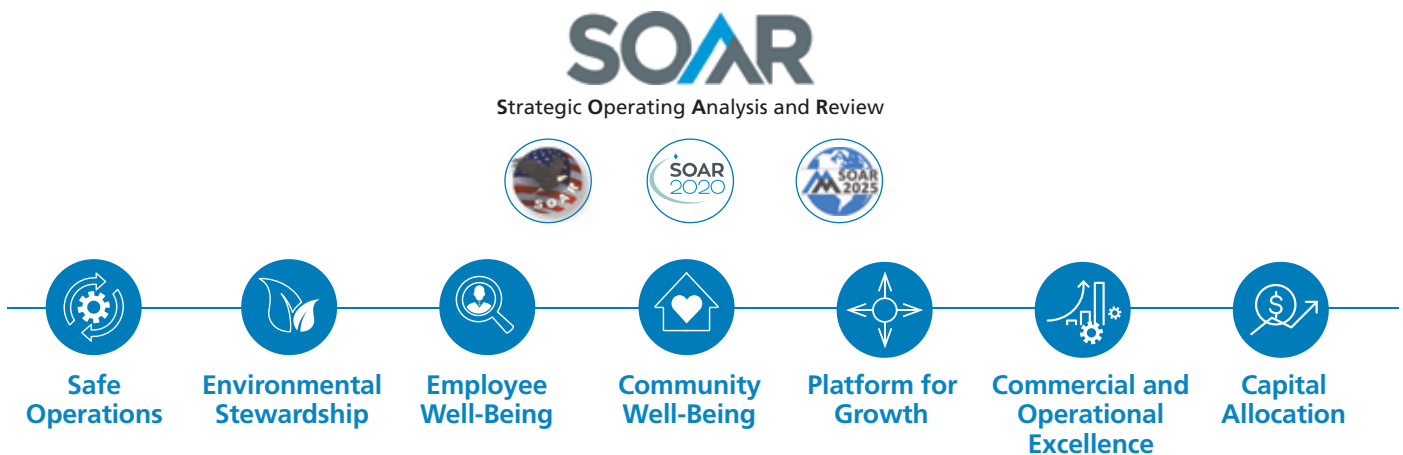 SOAR
Strategic Operating Analysis and Review
SOAR
SOAR
2020
SOAR
2025
$
Safe
Operations
Environmental
Stewardship
Employee
Well-Being
Community
Well-Being
Platform for
Growth
Commercial and
Operational
Excellence
Capital
Allocation